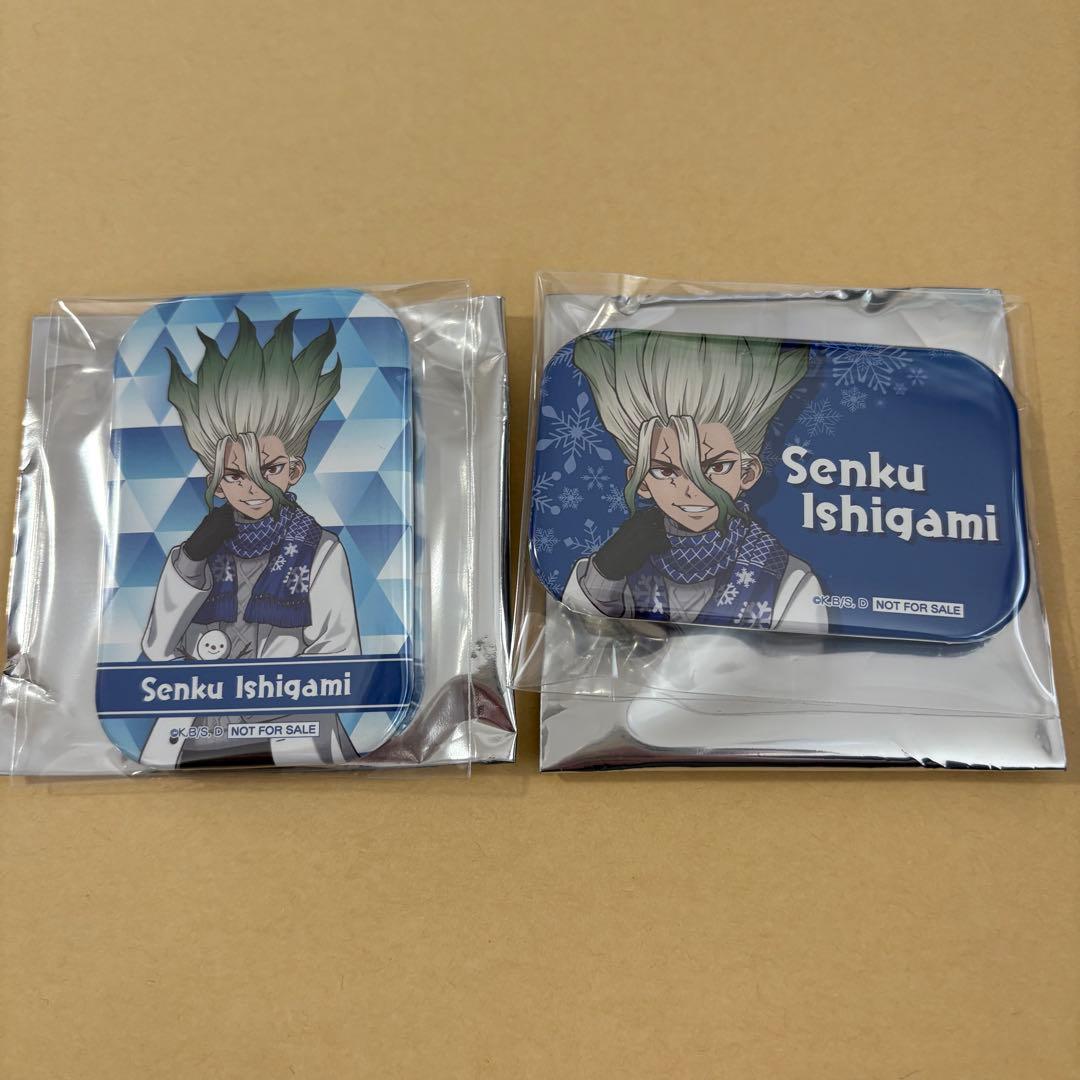 Senku Ishigami
©K.B/S, D NOT FOR SALE
Senku
Ishigami
©K.B/S, D NOT FOR SALE